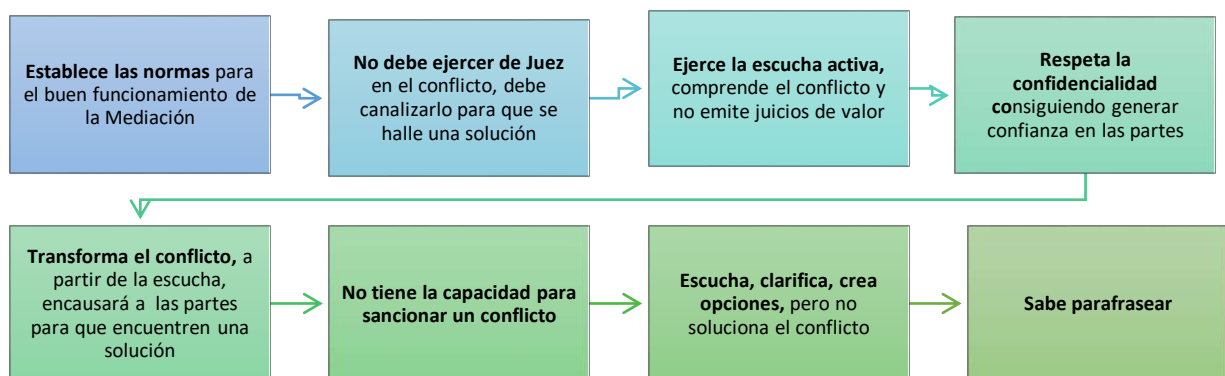 Establece las normas para
el buen funcionamiento de
la Mediación
No debe ejercer de Juez
en el conflicto, debe
canalizarlo para que se
halle una solución
Ejerce la escucha activa,
comprende el conflicto y
no emite juicios de valor
Respeta la
confidencialidad
consiguiendo generar
confianza en las partes
Transforma el conflicto, a
partir de la escucha,
encausará a las partes
para que encuentren una
solución
No tiene la capacidad para
sancionar un conflicto
Escucha, clarifica, crea
opciones, pero no
soluciona el conflicto
Sabe parafrasear